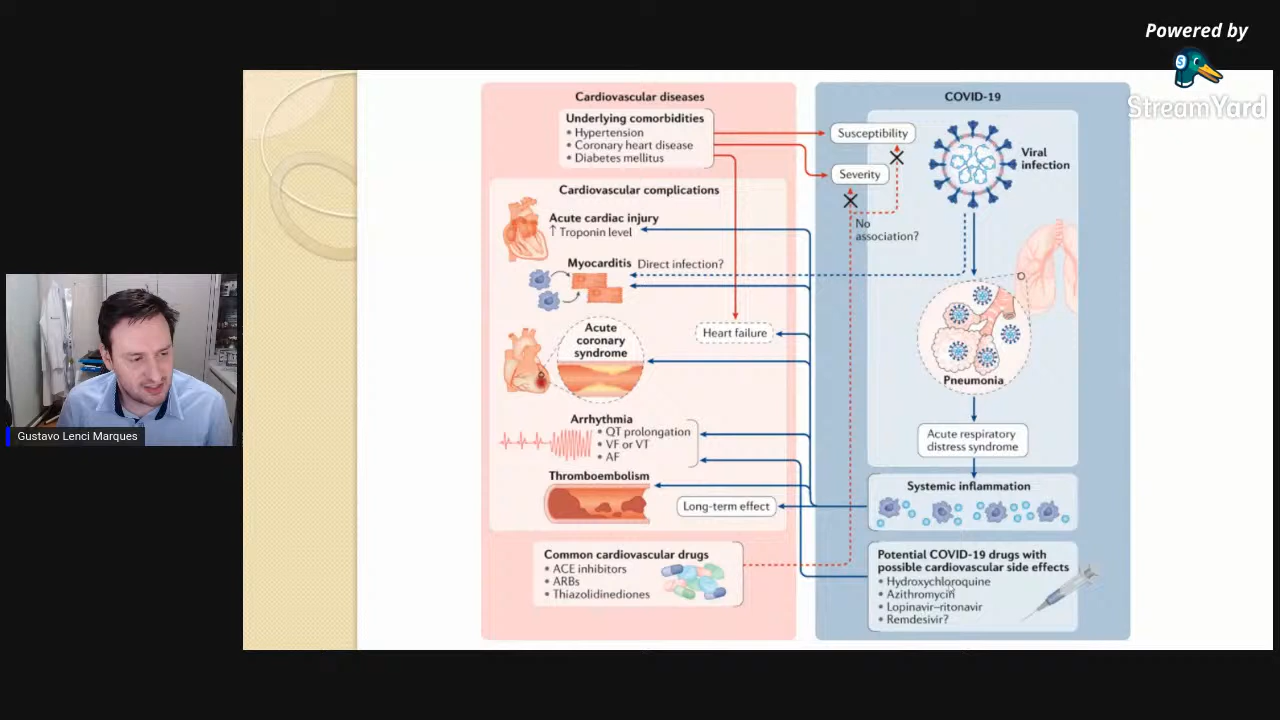 Powered by
StreamYard
Cardiovascular diseases
Underlying comorbidities
• Hypertension
• Coronary heart disease
• Diabetes mellitus
Cardiovascular complications
Acute cardiac injury
↑ Troponin level
Myocarditis Direct infection?
Acute
coronary
syndrome
Heart failure
Arrhythmia
• QT prolongation
• VF or VT
• AF
Thromboembolism
Long-term effect
Common cardiovascular drugs
• ACE inhibitors
• ARBs
• Thiazolidinediones
COVID-19
Susceptibility
Severity
No
association?
Viral
infection
Pneumonia
Acute respiratory
distress syndrome
Systemic inflammation
Potential COVID-19 drugs with
possible cardiovascular side effects
• Hydroxychloroquine
• Azithromycin
• Lopinavir–ritonavir
• Remdesivir?
Gustavo Lenci Marques